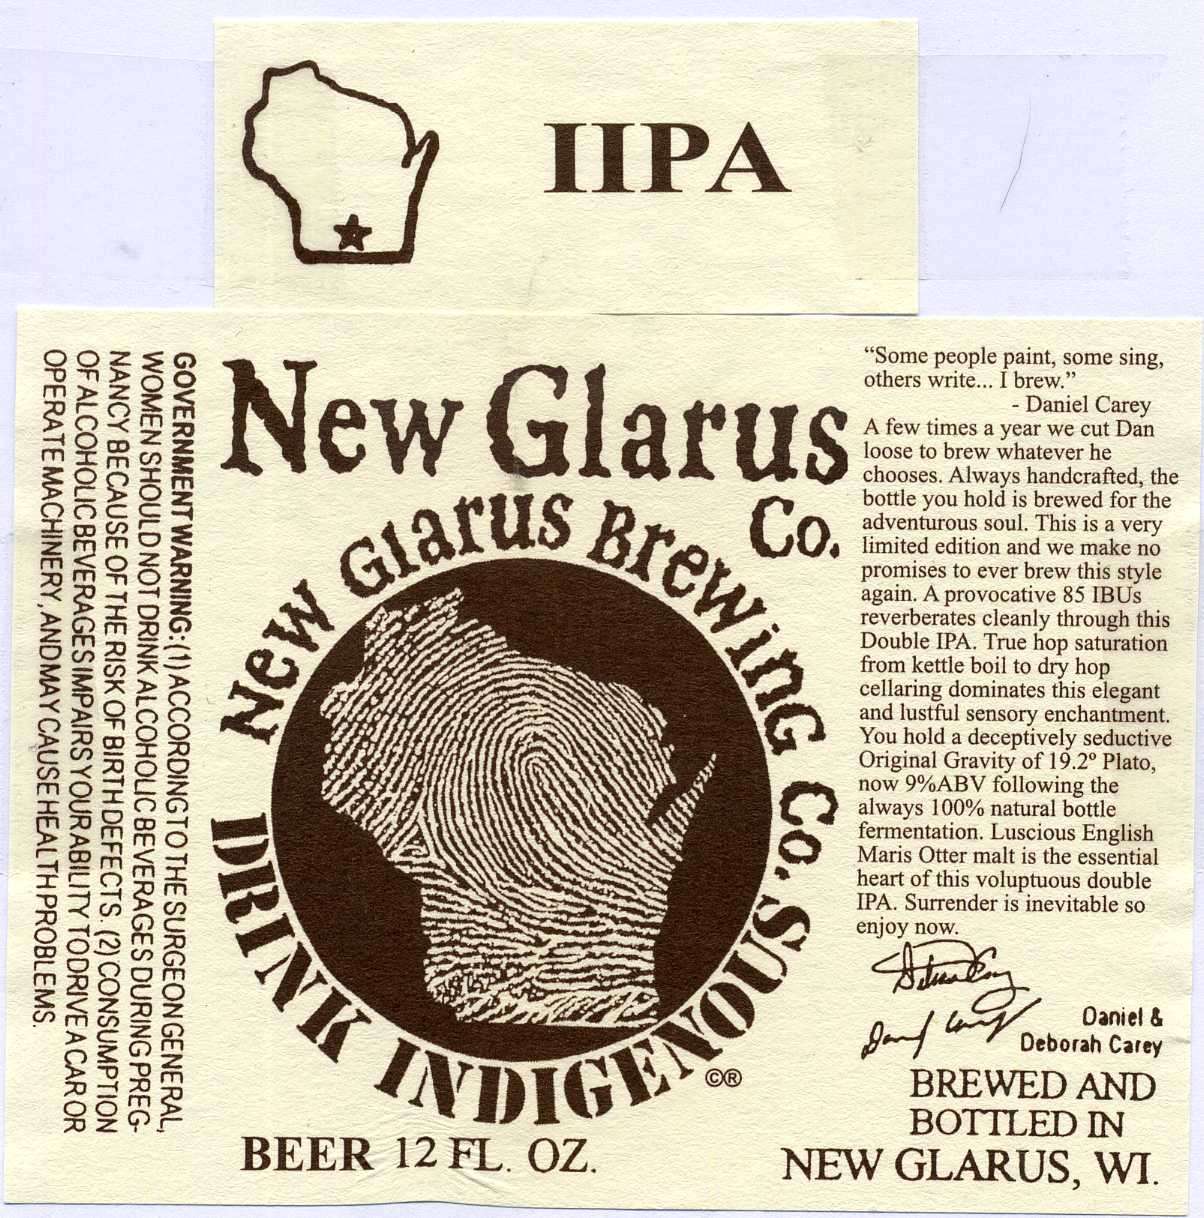 IIPA
GOVERNMENT WARNING: (1) ACCORDING TO THE SURGEON GENERAL,
WOMEN SHOULD NOT DRINK ALCOHOLIC BEVERAGES DURING PREG-
NANCY BECAUSE OF THE RISK OF BIRTH DEFECTS. (2) CONSUMPTION
OF ALCOHOLIC BEVERAGES IMPAIRS YOUR ABILITY TO DRIVE A CAR OR
OPERATE MACHINERY, AND MAY CAUSE HEALTH PROBLEMS.
New Glarus
Co.
New Glarus Brewing Co.
DRINK INDIGENOUS
©®
BEER 12 FL. OZ.
“Some people paint, some sing,
others write... I brew.”
- Daniel Carey
A few times a year we cut Dan
loose to brew whatever he
chooses. Always handcrafted, the
bottle you hold is brewed for the
adventurous soul. This is a very
limited edition and we make no
promises to ever brew this style
again. A provocative 85 IBUs
reverberates cleanly through this
Double IPA. True hop saturation
from kettle boil to dry hop
cellaring dominates this elegant
and lustful sensory enchantment.
You hold a deceptively seductive
Original Gravity of 19.2º Plato,
now 9%ABV following the
always 100% natural bottle
fermentation. Luscious English
Maris Otter malt is the essential
heart of this voluptuous double
IPA. Surrender is inevitable so
enjoy now.
Daniel &
Deborah Carey
BREWED AND
BOTTLED IN
NEW GLARUS, WI.